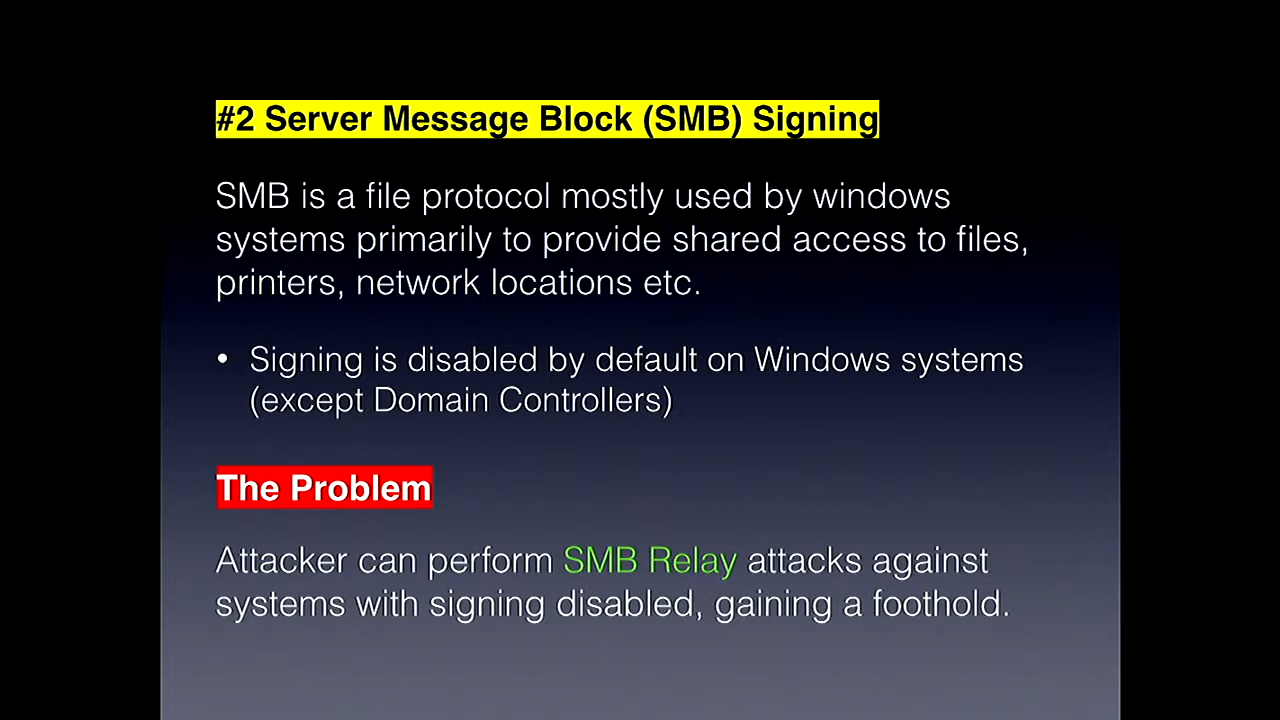 #2 Server Message Block (SMB) Signing
SMB is a file protocol mostly used by windows
systems primarily to provide shared access to files,
printers, network locations etc.
• Signing is disabled by default on Windows systems
(except Domain Controllers)
The Problem
Attacker can perform SMB Relay attacks against
systems with signing disabled, gaining a foothold.